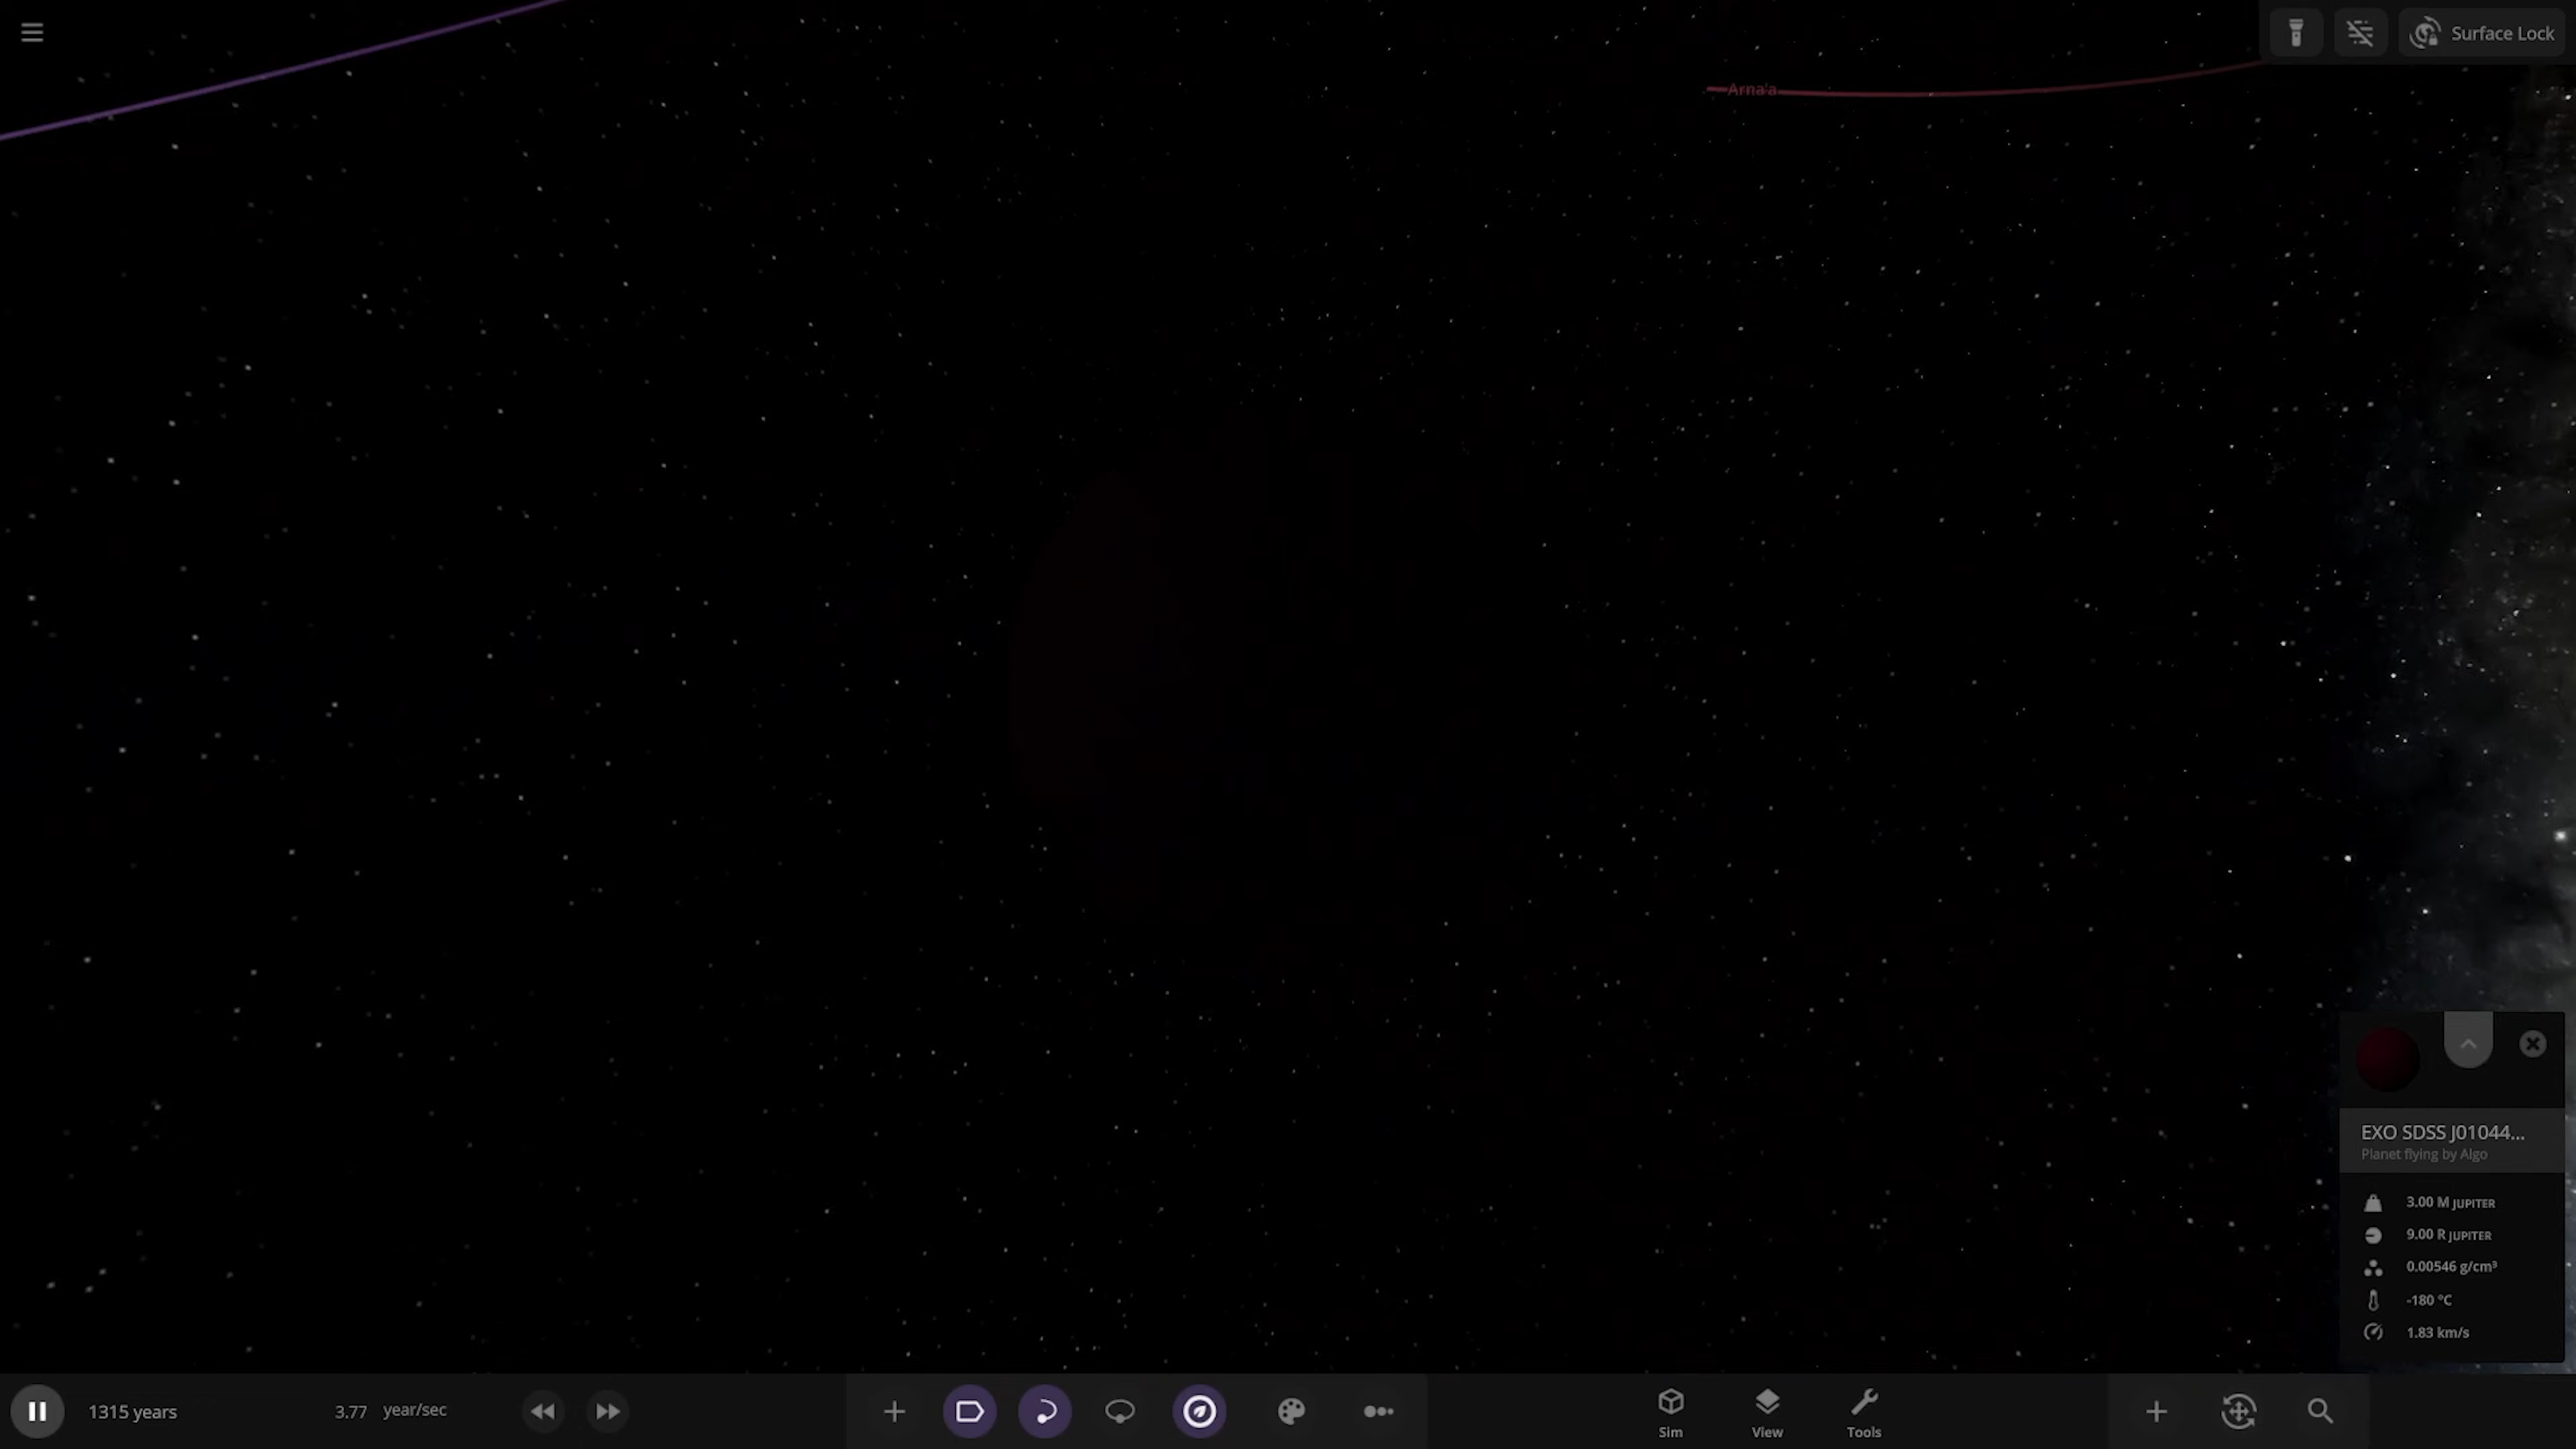 Surface Lock
Arna'a
EXO SDSS J01044...
Planet flying by Algo
3.00 M JUPITER
9.00 R JUPITER
0.00546 g/cm³
-180 °C
1.83 km/s
1315 years
3.77 year/sec
Sim
View
Tools